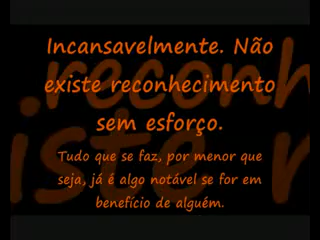 Incansavelmente. Não
existe reconhecimento
sem esforço.
Tudo que se faz, por menor que
seja, já é algo notável se for em
benefício de alguém.